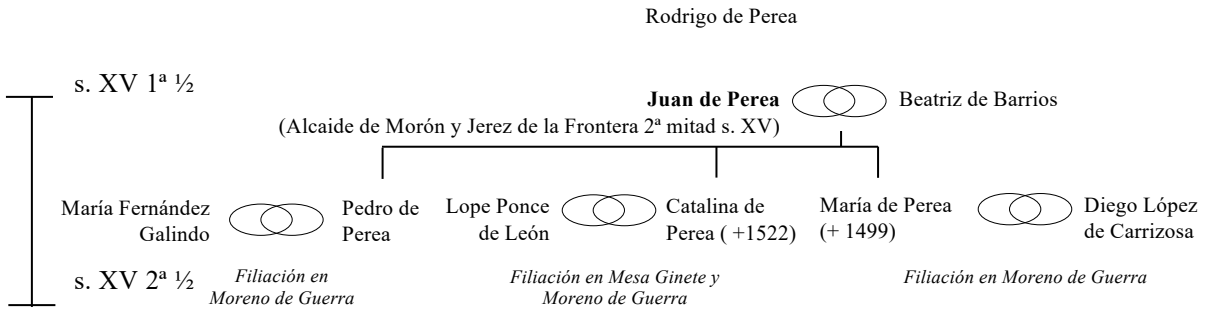 Rodrigo de Perea
s. XV 1ª ½
Juan de Perea
Beatriz de Barrios
(Alcaide de Morón y Jerez de la Frontera 2ª mitad s. XV)
María Fernández
Galindo
Pedro de
Perea
Lope Ponce
de León
Catalina de
Perea ( +1522)
María de Perea
(+ 1499)
Diego López
de Carrizosa
s. XV 2ª ½
Filiación en
Moreno de Guerra
Filiación en Mesa Ginete y
Moreno de Guerra
Filiación en Moreno de Guerra